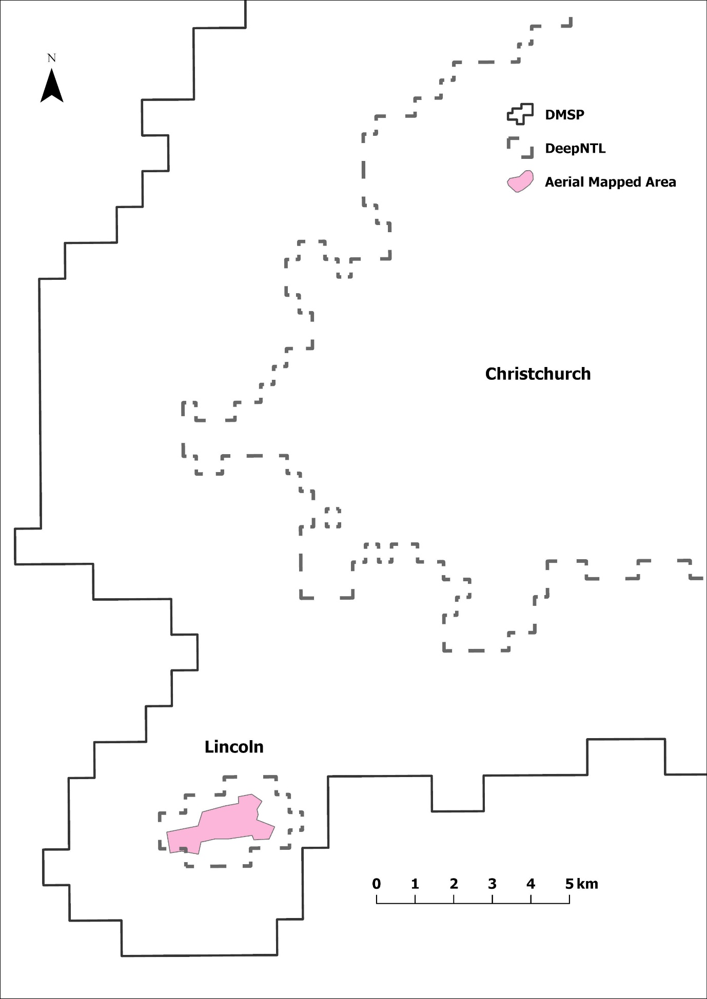 N
DMSP
DeepNTL
Aerial Mapped Area
Christchurch
Lincoln
0 1 2 3 4 5 km